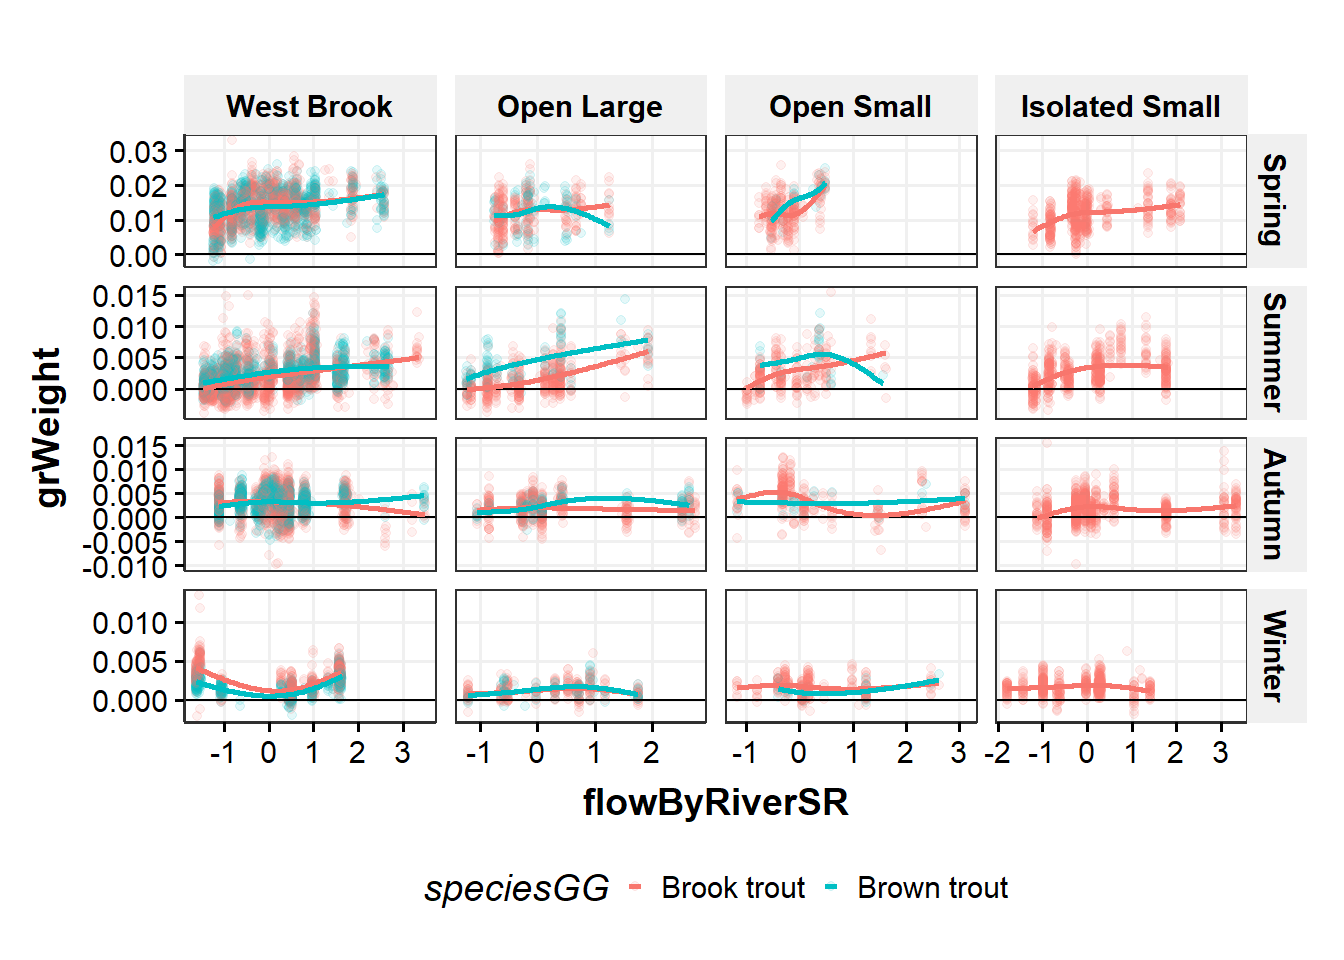 West Brook Open Large Open Small Isolated Small
0.03
0.02
0.01
0.00
Spring
0.015
0.010
0.005
0.000
Summer
0.015
0.010
0.005
0.000
-0.005
-0.010
Autumn
0.010
0.005
0.000
Winter
grWeight
-1 0 1 2 3 -1 0 1 2 -1 0 1 2 3 -2 -1 0 1 2 3
flowByRiverSR
speciesGG Brook trout Brown trout